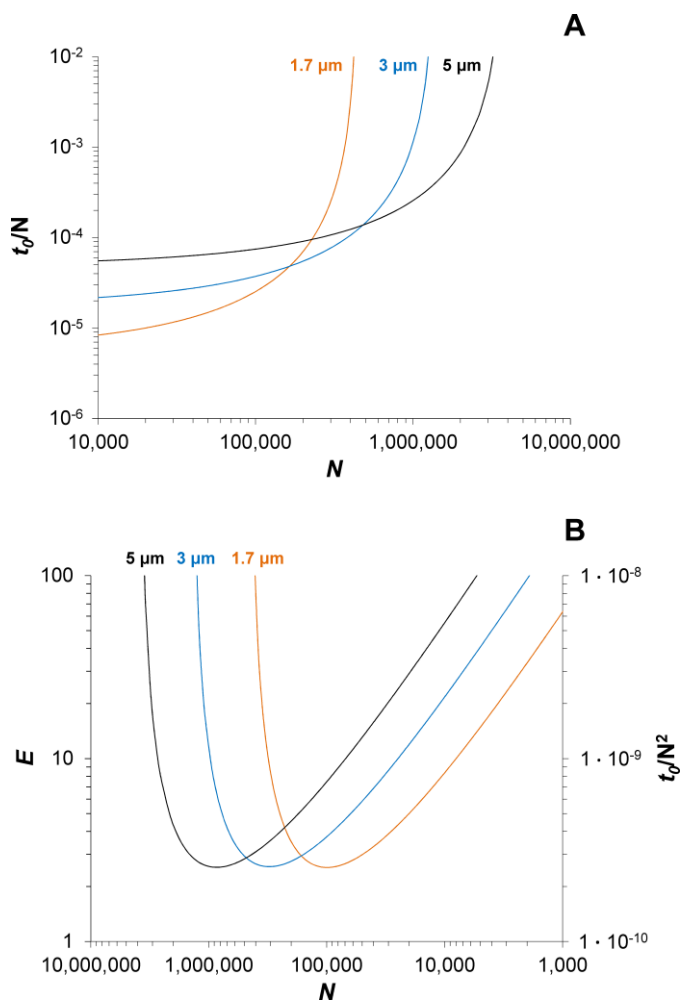 A
1.7 µm 3 µm 5 µm
10-2
10-3
10-4
10-5
10-6
t0/N
10,000 100,000 1,000,000 10,000,000
N
B
5 µm 3 µm 1.7 µm
100 1 · 10-8
10 1 · 10-9
1 1 · 10-10
E
t0/N2
10,000,000 1,000,000 100,000 10,000 1,000
N